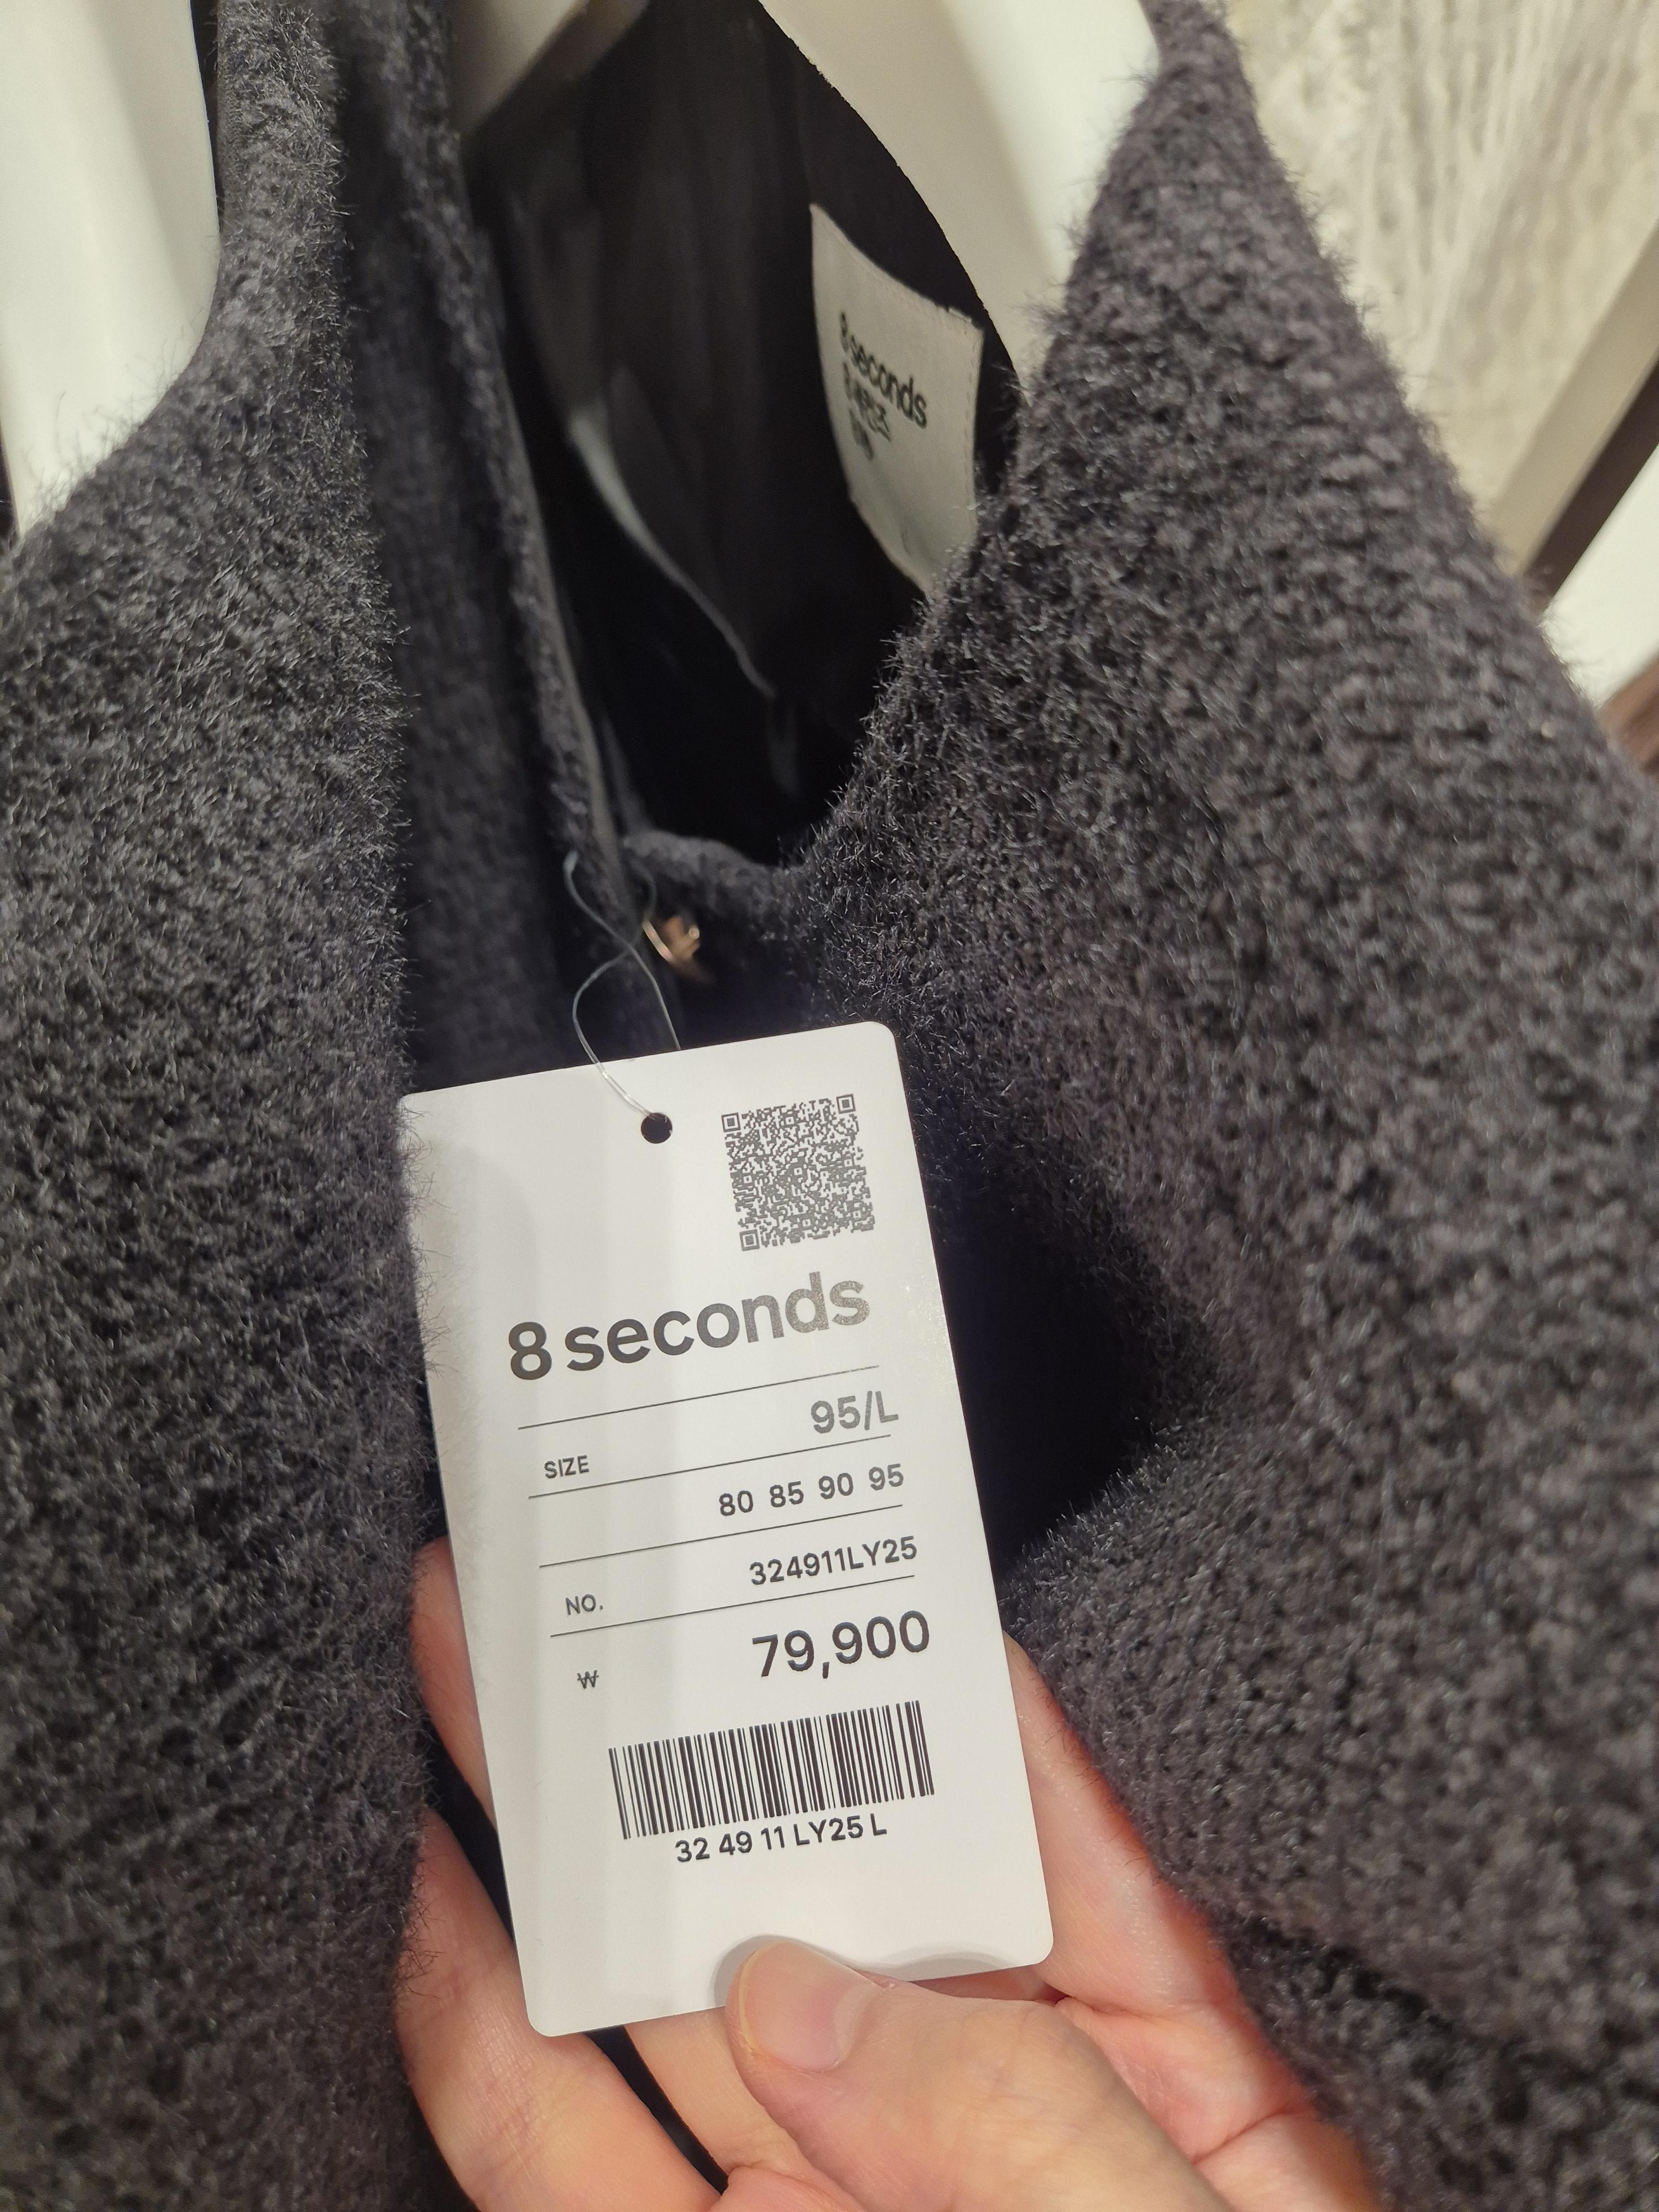 8 seconds
8 seconds
95/L
SIZE
80 85 90 95
324911LY25
NO.
79,900
₩
32 49 11 LY25 L